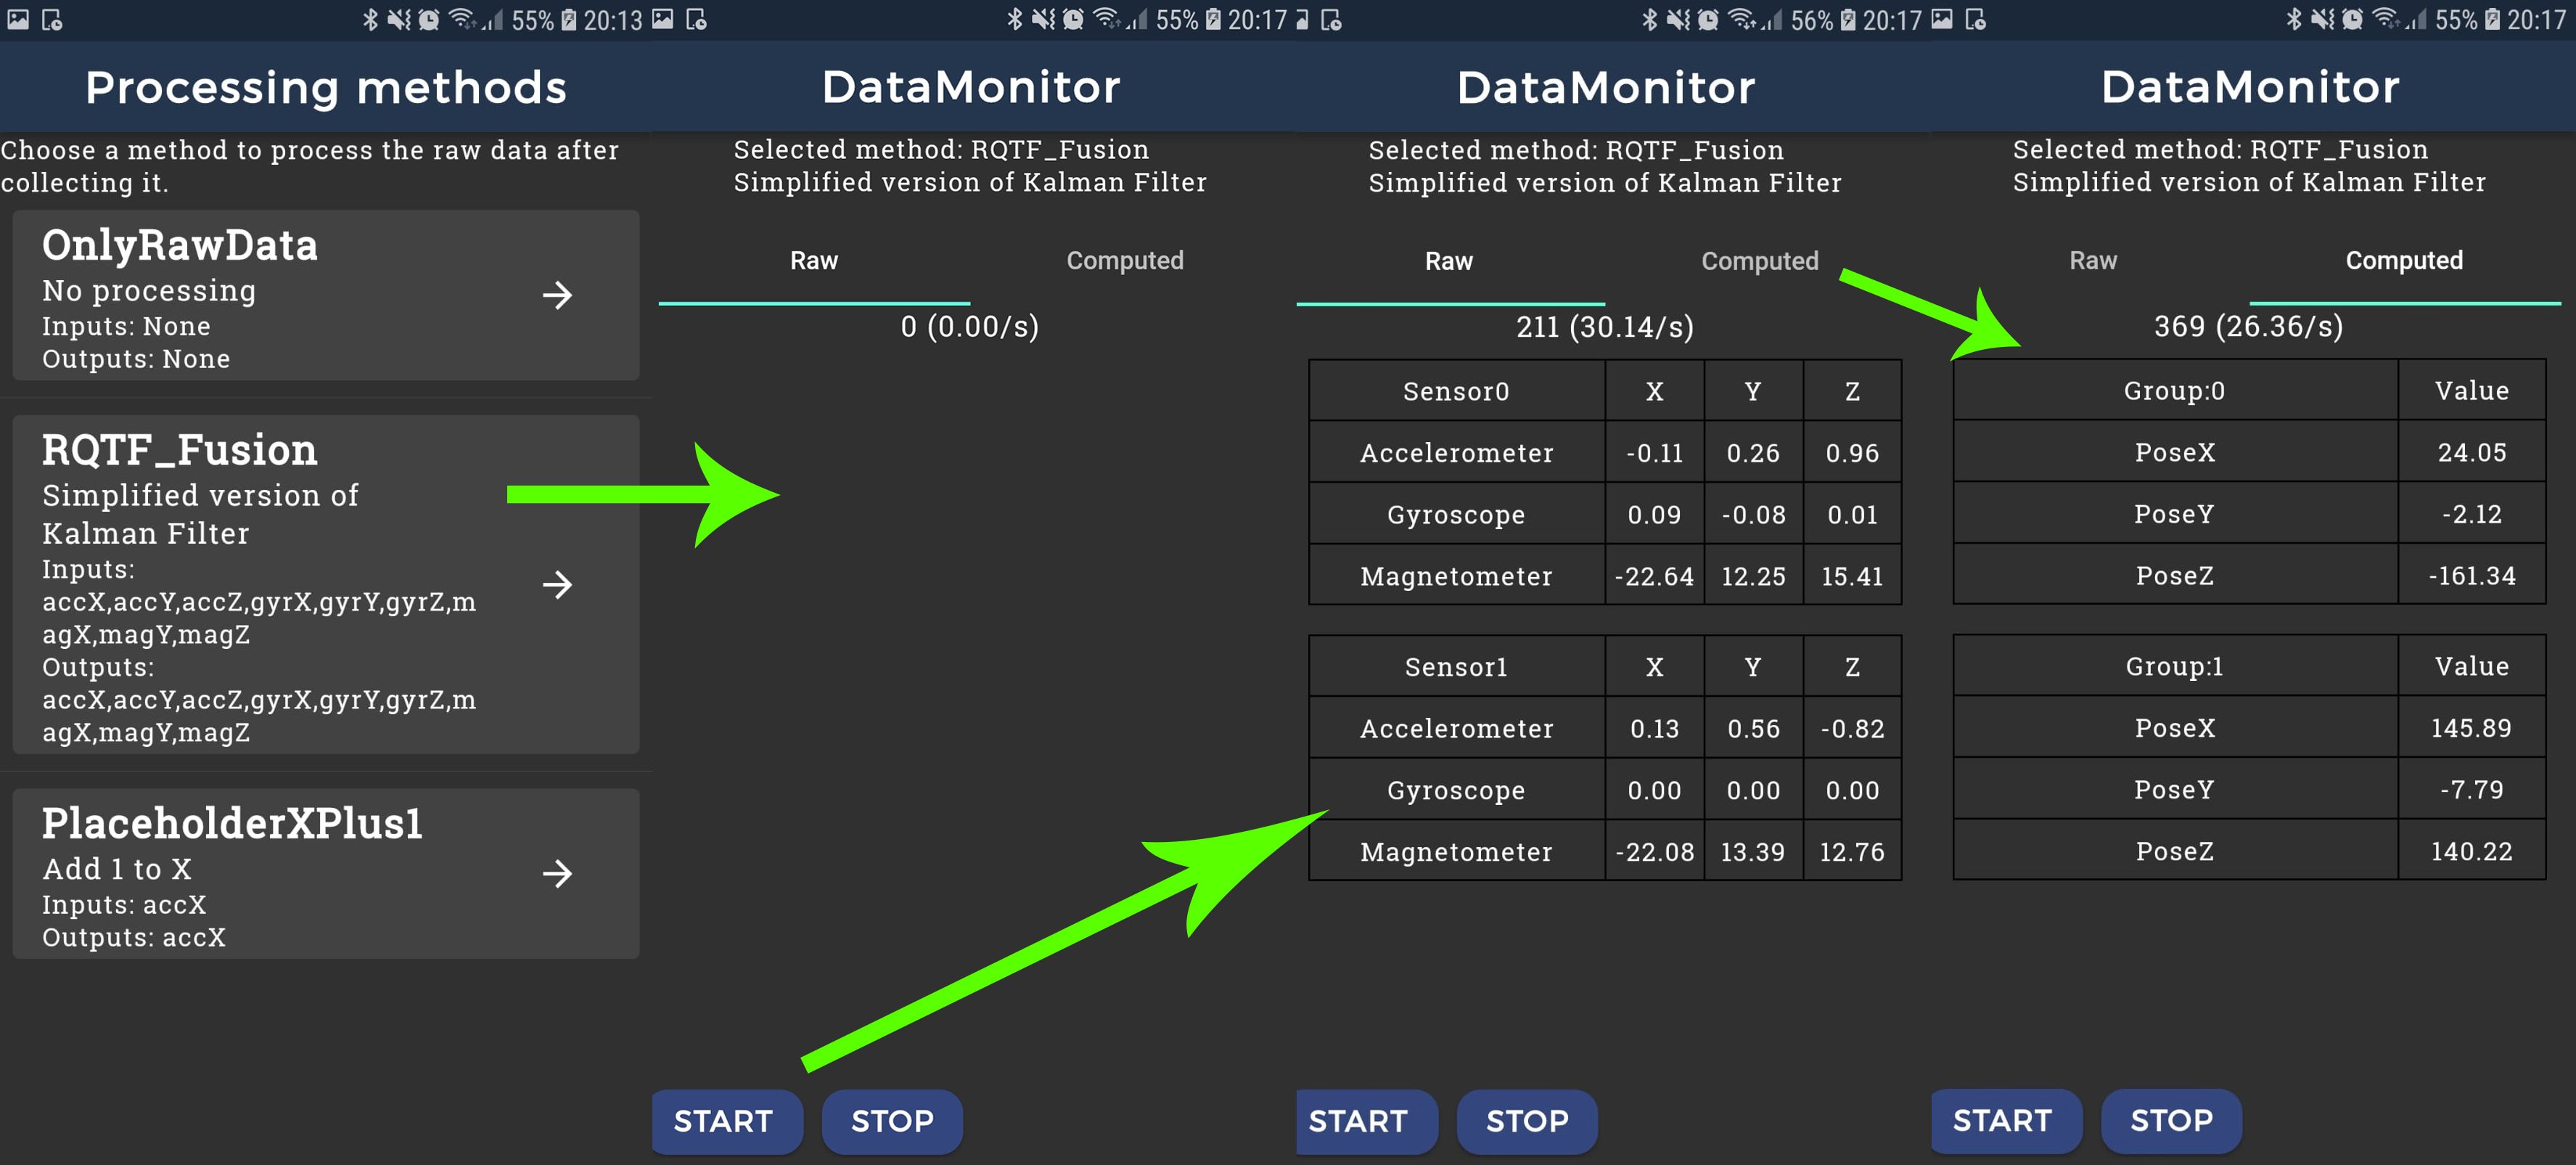 55% 20:13
Processing methods
Choose a method to process the raw data after
collecting it.
OnlyRawData
No processing
Inputs: None
Outputs: None
RQTF_Fusion
Simplified version of
Kalman Filter
Inputs:
accX,accY,accZ,gyrX,gyrY,gyrZ,m
agX,magY,magZ
Outputs:
accX,accY,accZ,gyrX,gyrY,gyrZ,m
agX,magY,magZ
PlaceholderXPlus1
Add 1 to X
Inputs: accX
Outputs: accX
55% 20:17
DataMonitor
Selected method: RQTF_Fusion
Simplified version of Kalman Filter
Raw Computed
0 (0.00/s)
START STOP
56% 20:17
DataMonitor
Selected method: RQTF_Fusion
Simplified version of Kalman Filter
Raw Computed
211 (30.14/s)
Sensor0 X Y Z
Accelerometer -0.11 0.26 0.96
Gyroscope 0.09 -0.08 0.01
Magnetometer -22.64 12.25 15.41
Sensor1 X Y Z
Accelerometer 0.13 0.56 -0.82
Gyroscope 0.00 0.00 0.00
Magnetometer -22.08 13.39 12.76
START STOP
55% 20:17
DataMonitor
Selected method: RQTF_Fusion
Simplified version of Kalman Filter
Raw Computed
369 (26.36/s)
Group:0 Value
PoseX 24.05
PoseY -2.12
PoseZ -161.34
Group:1 Value
PoseX 145.89
PoseY -7.79
PoseZ 140.22
START STOP